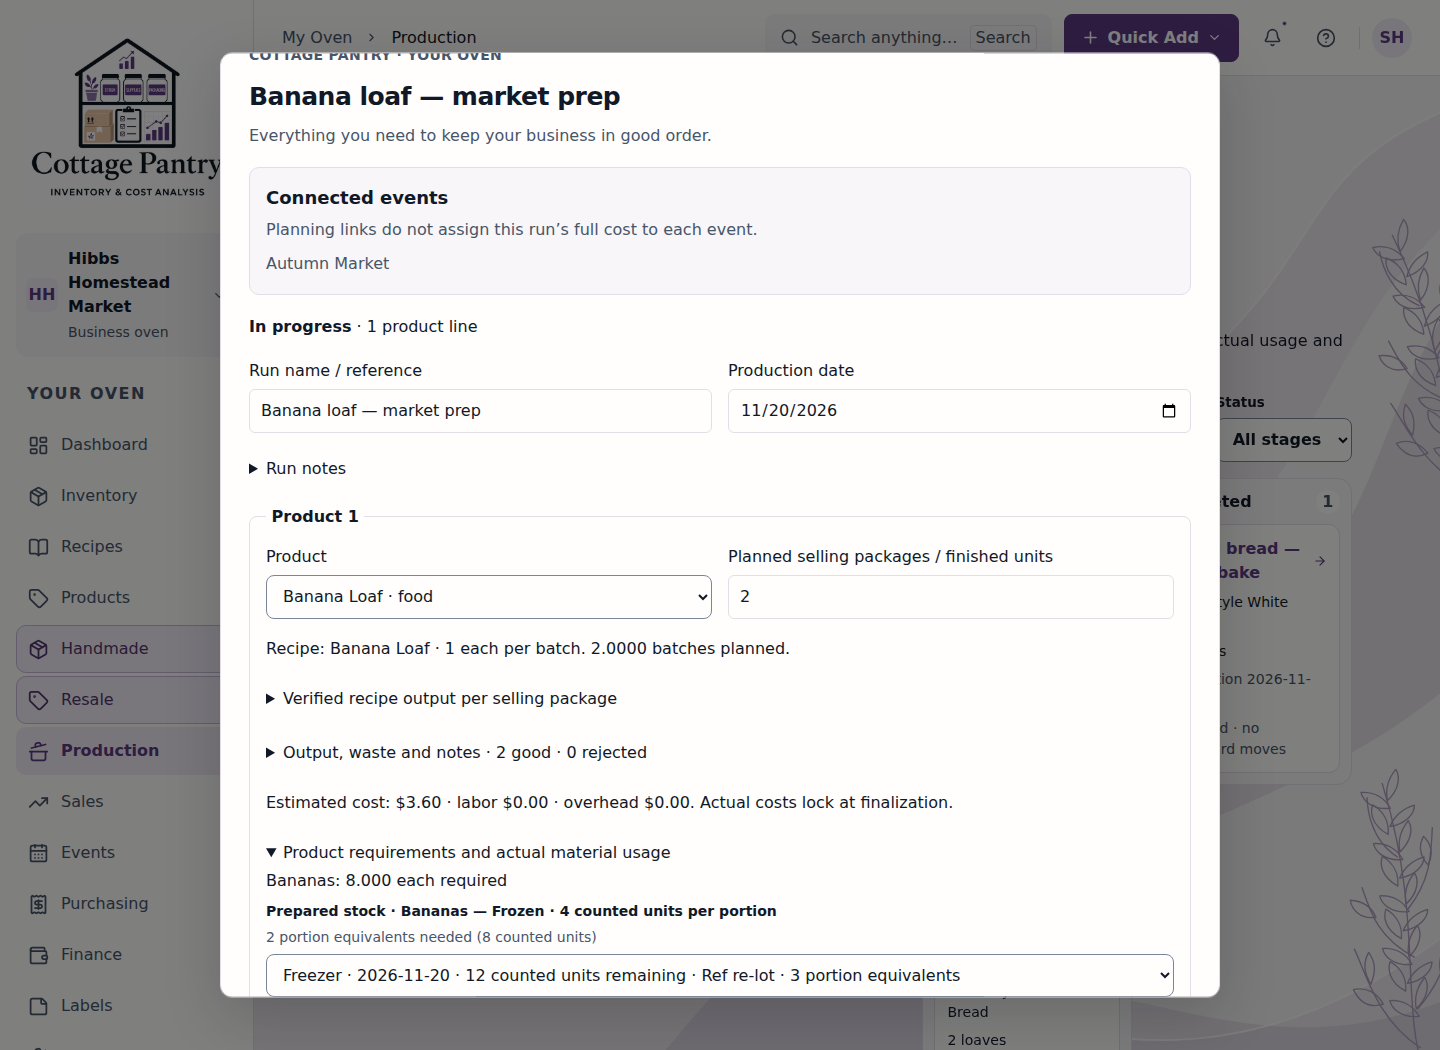 Cottage Pantry
INVENTORY & COST ANALYSIS
HH
Hibbs
Homestead
Market
Business oven
YOUR OVEN
Dashboard
Inventory
Recipes
Products
Handmade
Resale
Production
Sales
Events
Purchasing
Finance
Labels
My Oven › Production
Search anything… Search
Quick Add
SH
COTTAGE PANTRY · YOUR OVEN
Banana loaf — market prep
Everything you need to keep your business in good order.
Connected events
Planning links do not assign this run’s full cost to each event.
Autumn Market
In progress · 1 product line
Run name / reference
Production date
Banana loaf — market prep
11/20/2026
Run notes
Product 1
Product
Planned selling packages / finished units
Banana Loaf · food
2
Recipe: Banana Loaf · 1 each per batch. 2.0000 batches planned.
Verified recipe output per selling package
Output, waste and notes · 2 good · 0 rejected
Estimated cost: $3.60 · labor $0.00 · overhead $0.00. Actual costs lock at finalization.
Product requirements and actual material usage
Bananas: 8.000 each required
Prepared stock · Bananas — Frozen · 4 counted units per portion
2 portion equivalents needed (8 counted units)
Freezer · 2026-11-20 · 12 counted units remaining · Ref re-lot · 3 portion equivalents
ctual usage and
Status
All stages
ted 1
bread —
bake
tyle White
s
tion 2026-11-
d · no
rd moves
Bread
2 loaves